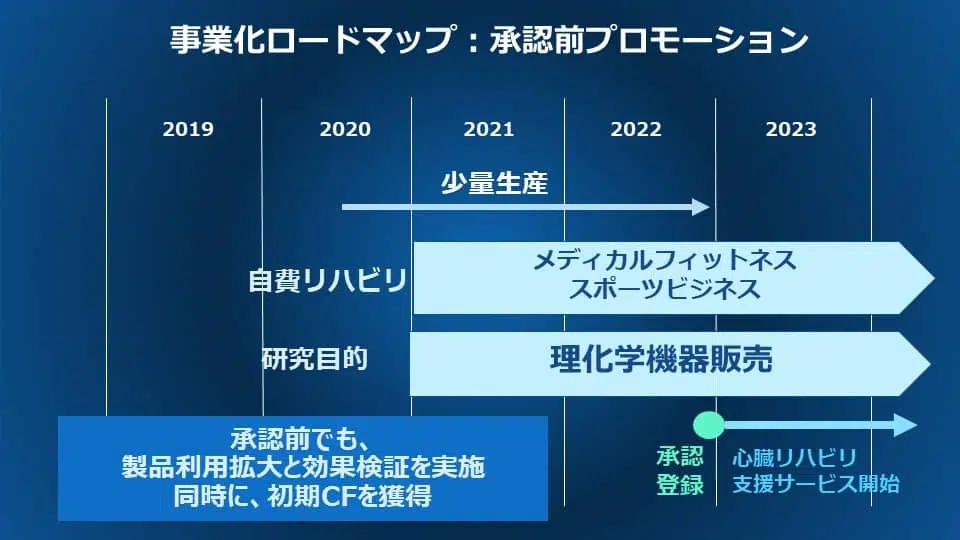 事業化ロードマップ：承認前プロモーション
2019 2020 2021 2022 2023
少量生産
自費リハビリ
メディカルフィットネス
スポーツビジネス
研究目的
理化学機器販売
承認前でも、
製品利用拡大と効果検証を実施
同時に、初期CFを獲得
承認
登録
心臓リハビリ
支援サービス開始